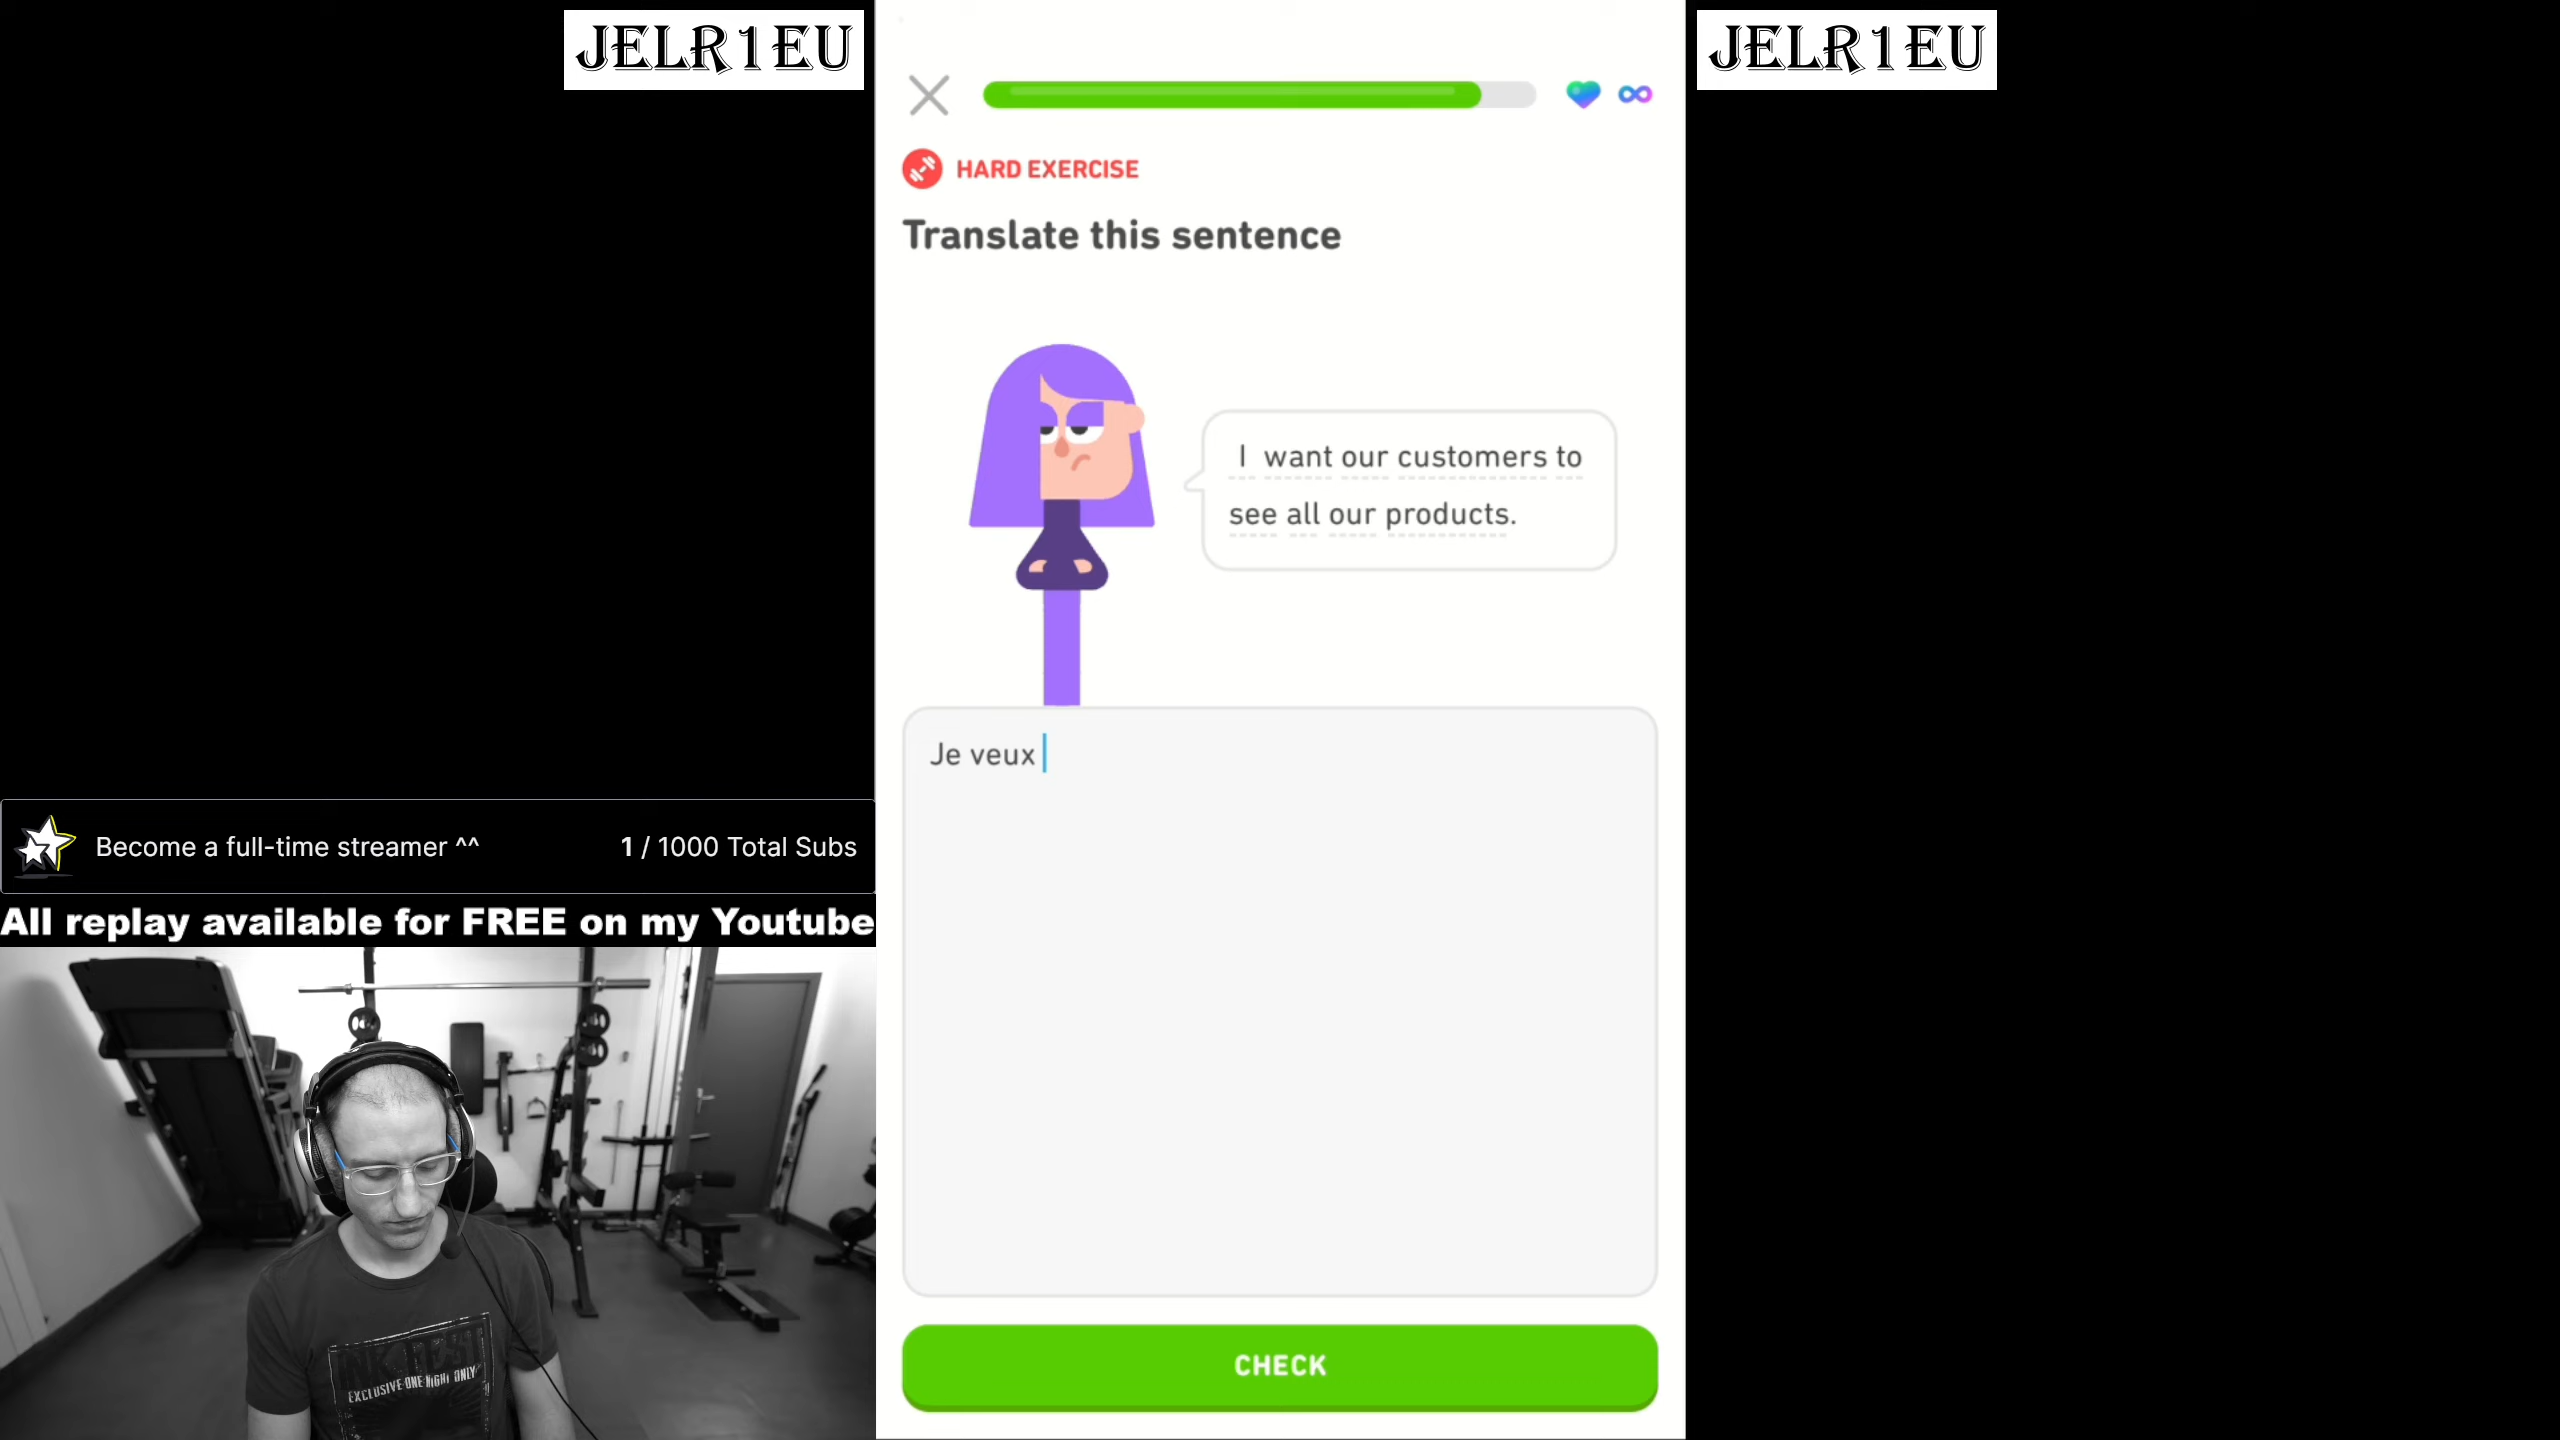 JELR1EU
JELR1EU
HARD EXERCISE
Translate this sentence
I want our customers to
see all our products.
Je veux
Become a full-time streamer ^^ 1 / 1000 Total Subs
All replay available for FREE on my Youtube
EXCLUSIVE ONE NIGHT ONLY
CHECK